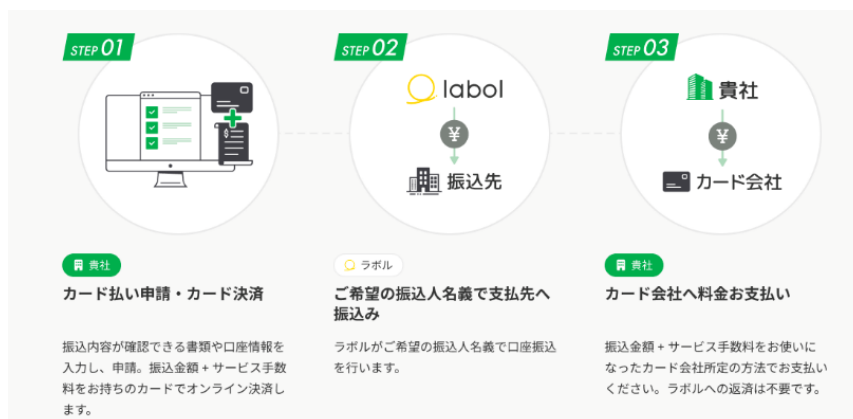 STEP 01
STEP 02
STEP 03
labol
¥
振込先
貴社
¥
カード会社
貴社
カード払い申請・カード決済
振込内容が確認できる書類や口座情報を
入力し、申請。振込金額 + サービス手数
料をお持ちのカードでオンライン決済し
ます。
ラボル
ご希望の振込人名義で支払先へ
振込み
ラボルがご希望の振込人名義で口座振込
を行います。
貴社
カード会社へ料金お支払い
振込金額 + サービス手数料をお使いに
なったカード会社所定の方法でお支払い
ください。ラボルへの返済は不要です。